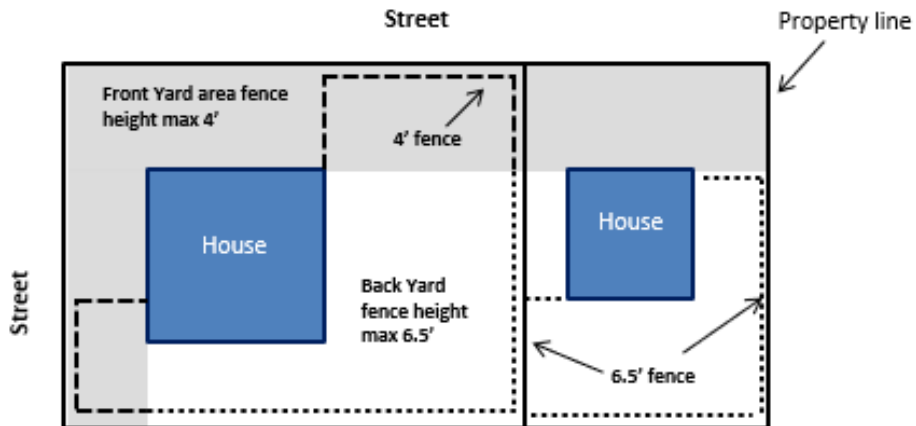 Street
Property line
Front Yard area fence
height max 4'
4' fence
House
House
Street
Back Yard
fence height
max 6.5'
6.5' fence